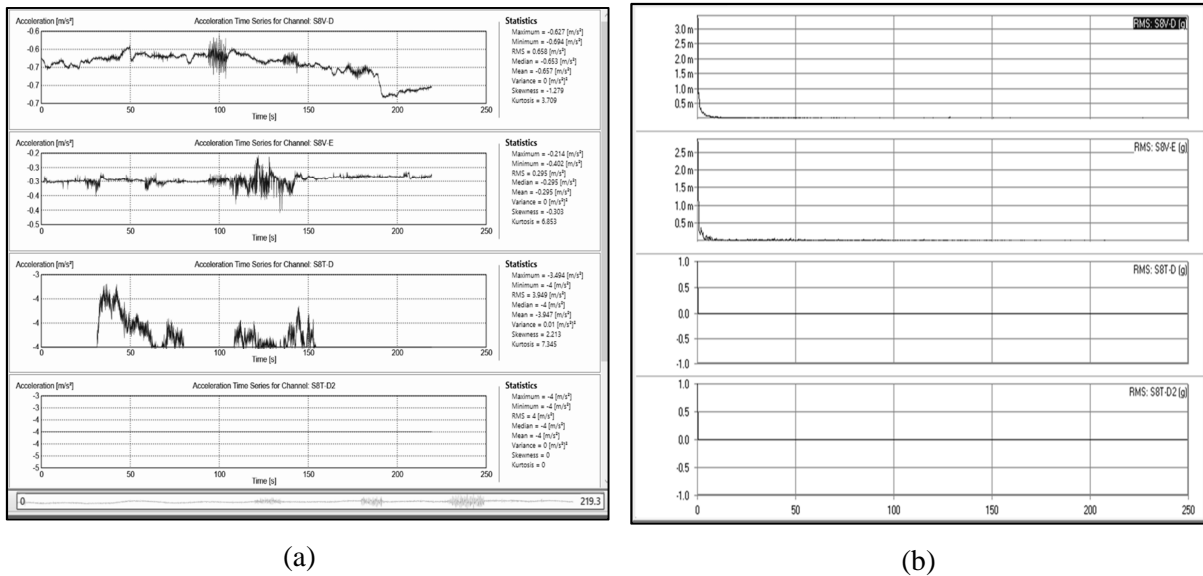 Acceleration [m/s²] Acceleration Time Series for Channel: S8V-D
-0.6
-0.6
-0.7
-0.7
-0.7
0 50 100 150 200 250
Time [s]
Statistics
Maximum = -0.627 [m/s²]
Minimum = -0.694 [m/s²]
RMS = 0.658 [m/s²]
Median = -0.653 [m/s²]
Mean = -0.657 [m/s²]
Variance = 0 [m/s²]²
Skewness = -1.279
Kurtosis = 3.709
Acceleration [m/s²] Acceleration Time Series for Channel: S8V-E
-0.2
-0.3
-0.3
-0.4
-0.4
-0.5
0 50 100 150 200 250
Time [s]
Statistics
Maximum = -0.214 [m/s²]
Minimum = -0.402 [m/s²]
RMS = 0.295 [m/s²]
Median = -0.295 [m/s²]
Mean = -0.295 [m/s²]
Variance = 0 [m/s²]²
Skewness = -0.303
Kurtosis = 6.853
Acceleration [m/s²] Acceleration Time Series for Channel: S8T-D
-3
-4
-4
-4
0 50 100 150 200 250
Time [s]
Statistics
Maximum = -3.494 [m/s²]
Minimum = -4 [m/s²]
RMS = 3.949 [m/s²]
Median = -4 [m/s²]
Mean = -3.947 [m/s²]
Variance = 0.01 [m/s²]²
Skewness = 2.213
Kurtosis = 7.345
Acceleration [m/s²] Acceleration Time Series for Channel: S8T-D2
-3
-3
-4
-4
-4
-5
-5
0 50 100 150 200 250
Time [s]
Statistics
Maximum = -4 [m/s²]
Minimum = -4 [m/s²]
RMS = 4 [m/s²]
Median = -4 [m/s²]
Mean = -4 [m/s²]
Variance = 0 [m/s²]²
Skewness = 0
Kurtosis = 0
0 219.3
(a)
RMS: S8V-D (g)
3.0 m
2.5 m
2.0 m
1.5 m
1.0 m
0.5 m
RMS: S8V-E (g)
2.5 m
2.0 m
1.5 m
1.0 m
0.5 m
RMS: S8T-D (g)
1.0
0.5
0.0
-0.5
-1.0
RMS: S8T-D2 (g)
1.0
0.5
0.0
-0.5
-1.0
0 50 100 150 200 250
(b)